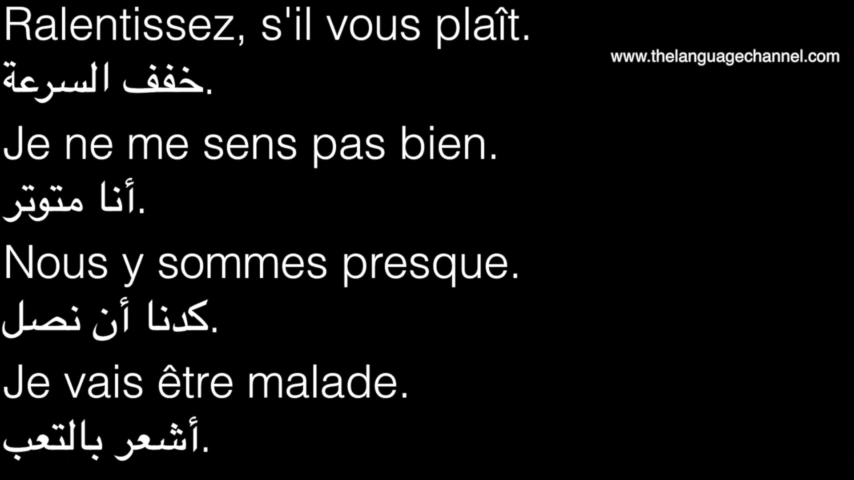 Ralentissez, s'il vous plaît.
www.thelanguagechannel.com
خفف السرعة.
Je ne me sens pas bien.
أنا متوتر.
Nous y sommes presque.
كدنا أن نصل.
Je vais être malade.
أشعر بالتعب.